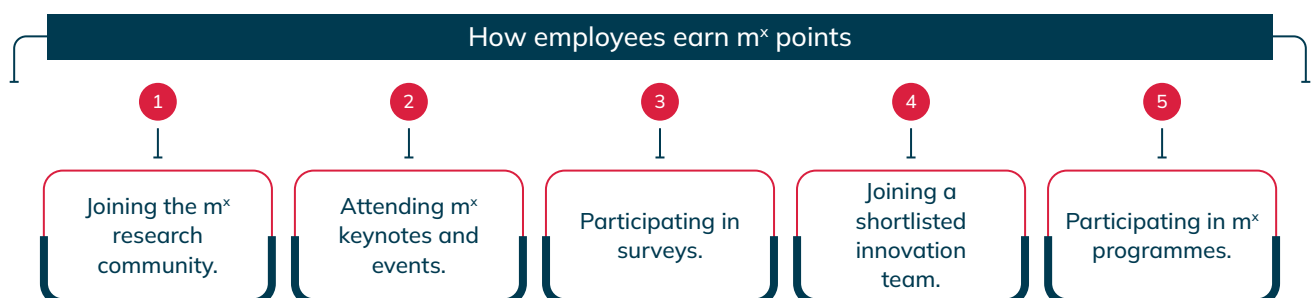 How employees earn mˣ points
1
2
3
4
5
Joining the mˣ
research
community.
Attending mˣ
keynotes and
events.
Participating in
surveys.
Joining a
shortlisted
innovation
team.
Participating in mˣ
programmes.